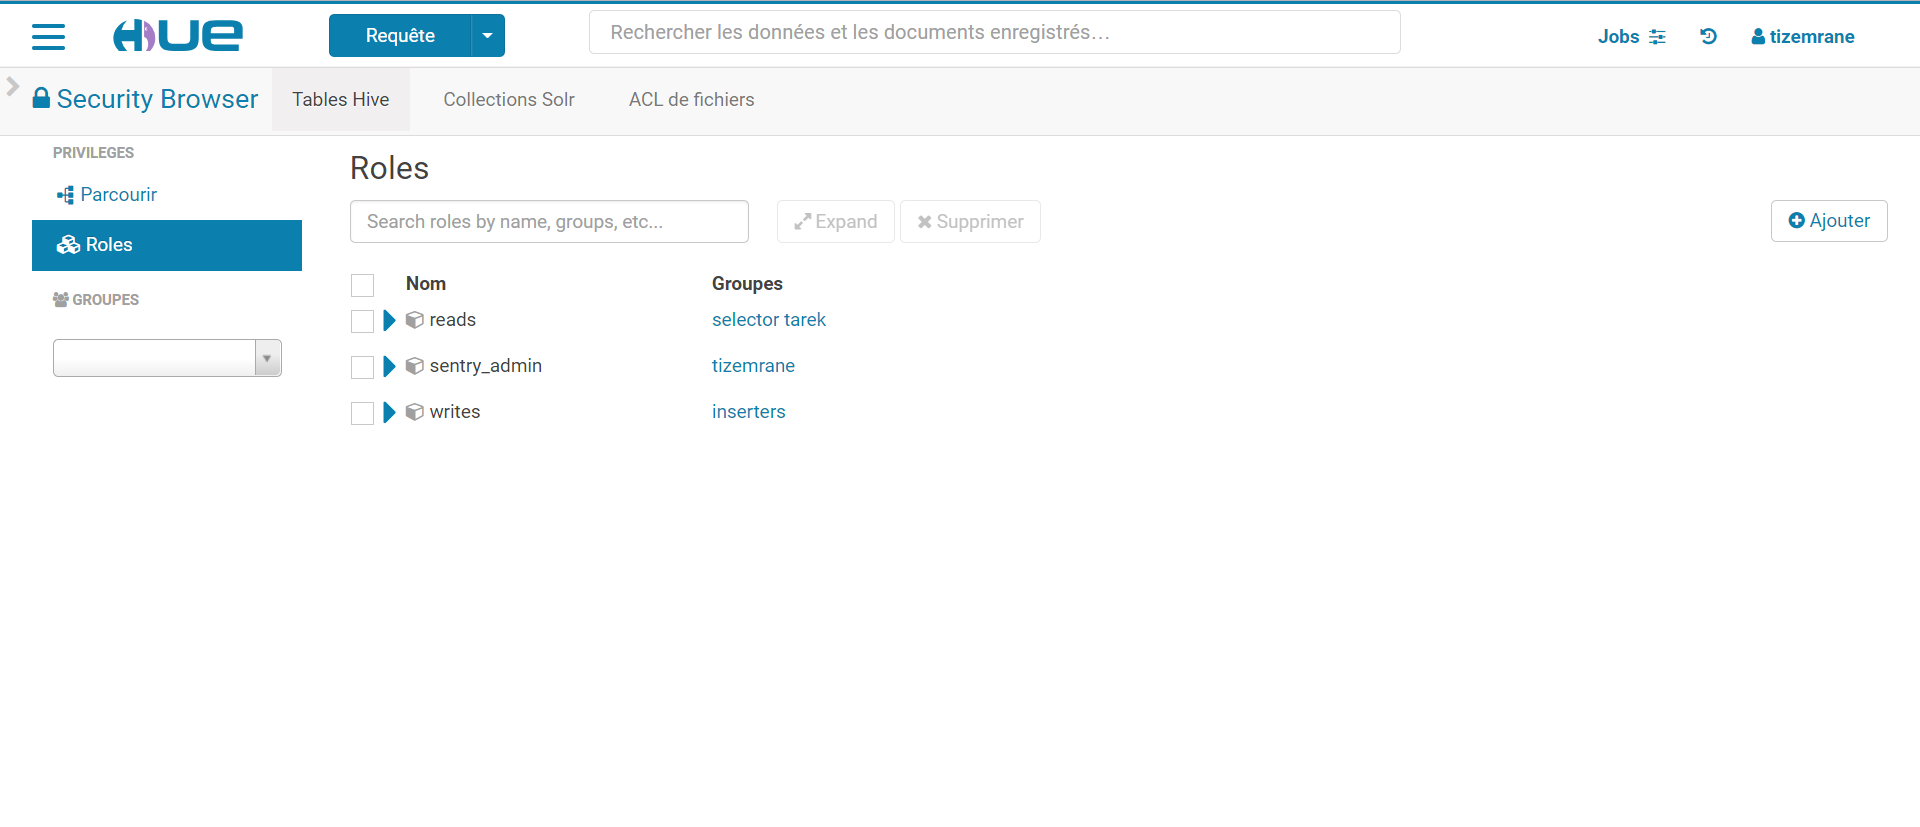 HUE Requête Rechercher les données et les documents enregistrés... Jobs tizemrane
Security Browser Tables Hive Collections Solr ACL de fichiers
PRIVILEGES
Parcourir
Roles
GROUPES
Roles
Search roles by name, groups, etc... Expand Supprimer Ajouter
Nom Groupes
reads selector tarek
sentry_admin tizemrane
writes inserters